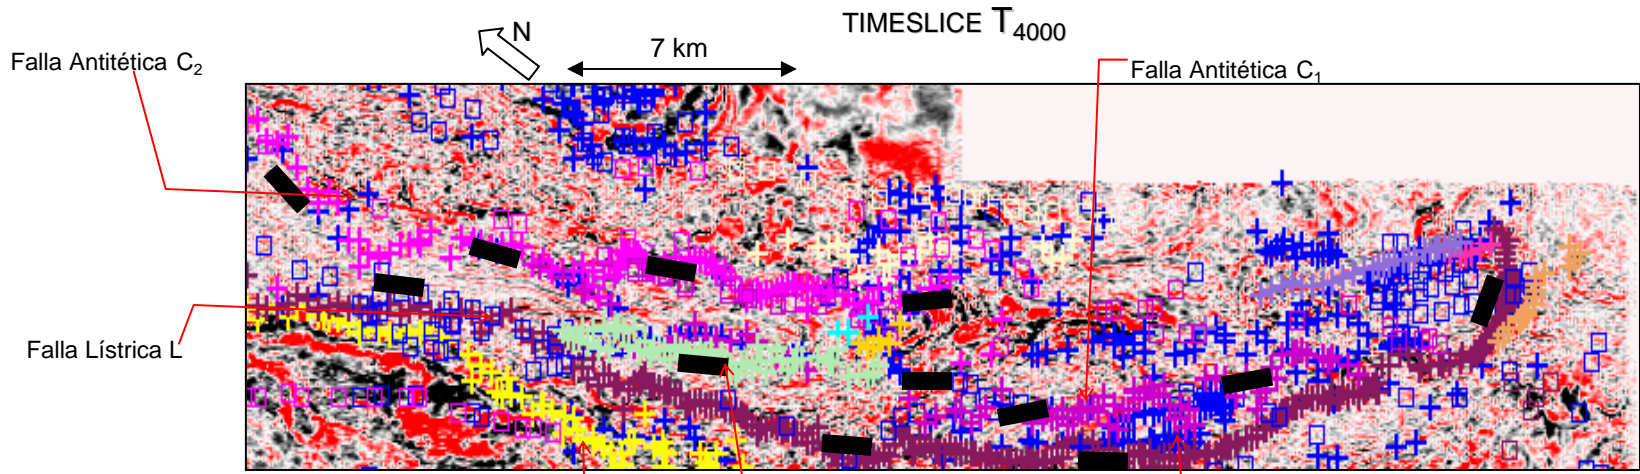 TIMESLICE T4000
N
7 km
Falla Antitética C2
Falla Antitética C1
Falla Lístrica L